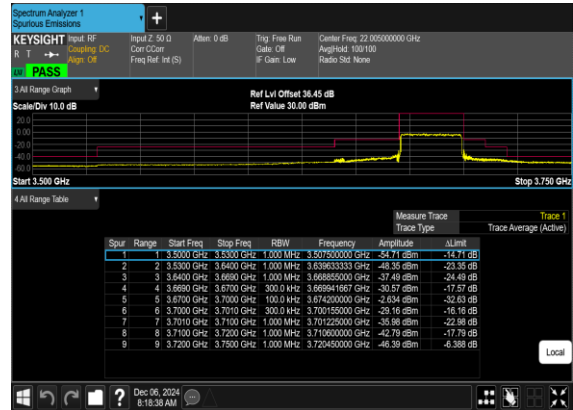 Spectrum Analyzer 1
Spurious Emissions
+
KEYSIGHT Input: RF Input Z: 50 Ω Atten: 0 dB Trig: Free Run Center Freq: 22.005000000 GHz
R T Coupling: DC Corr CCorr Gate: Off Avg|Hold: 100/100
Align: Off Freq Ref: Int (S) IF Gain: Low Radio Std: None
PASS
3 All Range Graph
Ref Lvl Offset 36.45 dB
Scale/Div 10.0 dB Ref Value 30.00 dBm
20.0
0.00
-20.0
-40.0
-60.0
Start 3.500 GHz Stop 3.750 GHz
4 All Range Table
Measure Trace Trace 1
Trace Type Trace Average (Active)
Spur Range Start Freq Stop Freq RBW Frequency Amplitude ΔLimit
1 1 3.5000 GHz 3.5300 GHz 1.000 MHz 3.507500000 GHz -54.71 dBm -14.71 dB
2 2 3.5300 GHz 3.6400 GHz 1.000 MHz 3.639633333 GHz -48.35 dBm -23.35 dB
3 3 3.6400 GHz 3.6690 GHz 1.000 MHz 3.668855000 GHz -37.49 dBm -24.49 dB
4 4 3.6690 GHz 3.6700 GHz 300.0 kHz 3.669941667 GHz -30.57 dBm -17.57 dB
5 5 3.6700 GHz 3.7000 GHz 100.0 kHz 3.674200000 GHz -2.634 dBm -32.63 dB
6 6 3.7000 GHz 3.7010 GHz 300.0 kHz 3.700155000 GHz -29.16 dBm -16.16 dB
7 7 3.7010 GHz 3.7100 GHz 1.000 MHz 3.701225000 GHz -35.98 dBm -22.98 dB
8 8 3.7100 GHz 3.7200 GHz 1.000 MHz 3.710600000 GHz -42.79 dBm -17.79 dB
9 9 3.7200 GHz 3.7500 GHz 1.000 MHz 3.720450000 GHz -46.39 dBm -6.388 dB
Local
? Dec 06, 2024
8:18:38 AM